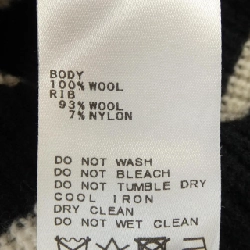 BODY
100% WOOL
RIB
93% WOOL
7% NYLON
DO NOT WASH
DO NOT BLEACH
DO NOT TUMBLE DRY
COOL IRON
DRY CLEAN
DO NOT WET CLEAN